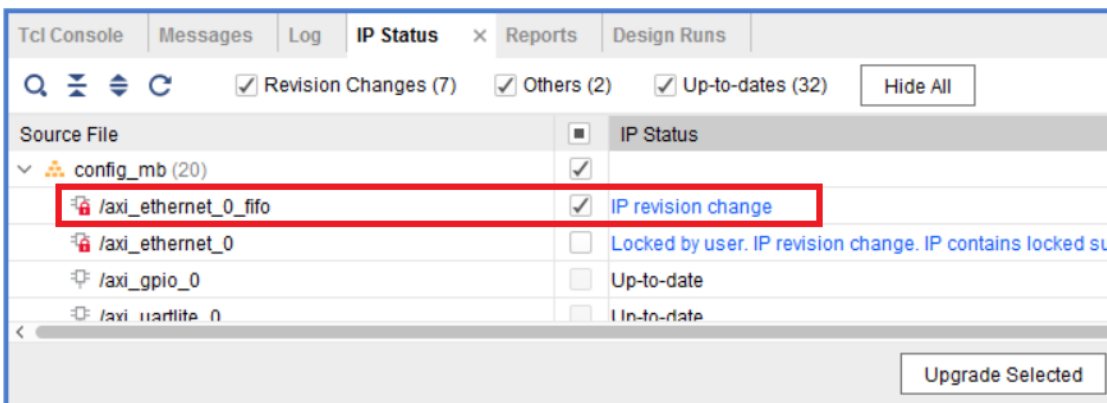 Tcl Console Messages Log IP Status × Reports Design Runs
Revision Changes (7) Others (2) Up-to-dates (32) Hide All
Source File IP Status
config_mb (20)
/axi_ethernet_0_fifo IP revision change
/axi_ethernet_0 Locked by user. IP revision change. IP contains locked su
/axi_gpio_0 Up-to-date
/axi_uartlite_0 Up-to-date
Upgrade Selected